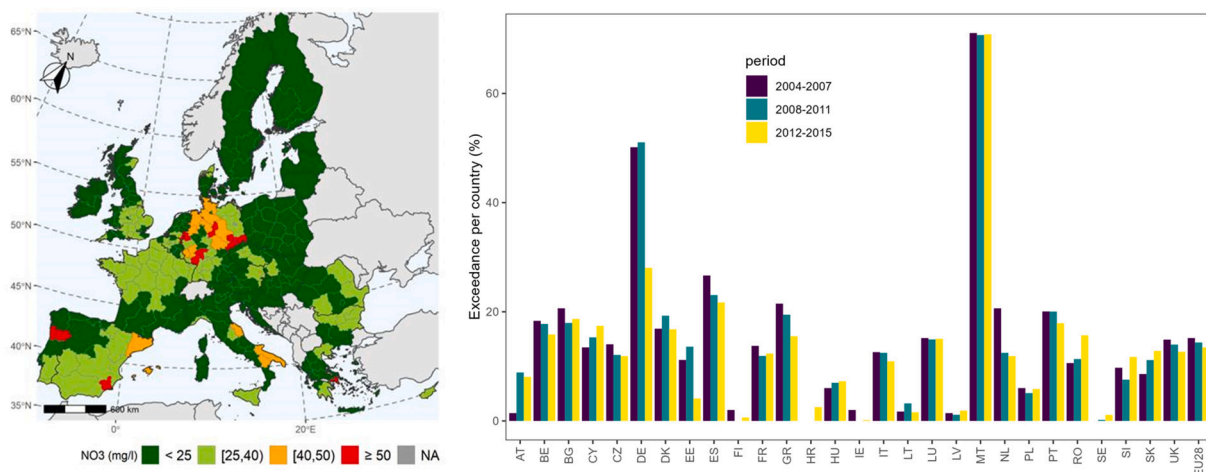 65°N
60°N
55°N
50°N
45°N
40°N
35°N
N
600 km
0°
20°E
NO3 (mg/l)
< 25
[25,40)
[40,50)
≥ 50
NA
Exceedance per country (%)
60
40
20
0
period
2004-2007
2008-2011
2012-2015
AT
BE
BG
CY
CZ
DE
DK
EE
ES
FI
FR
GR
HR
HU
IE
IT
LT
LU
LV
MT
NL
PL
PT
RO
SE
SI
SK
UK
EU28